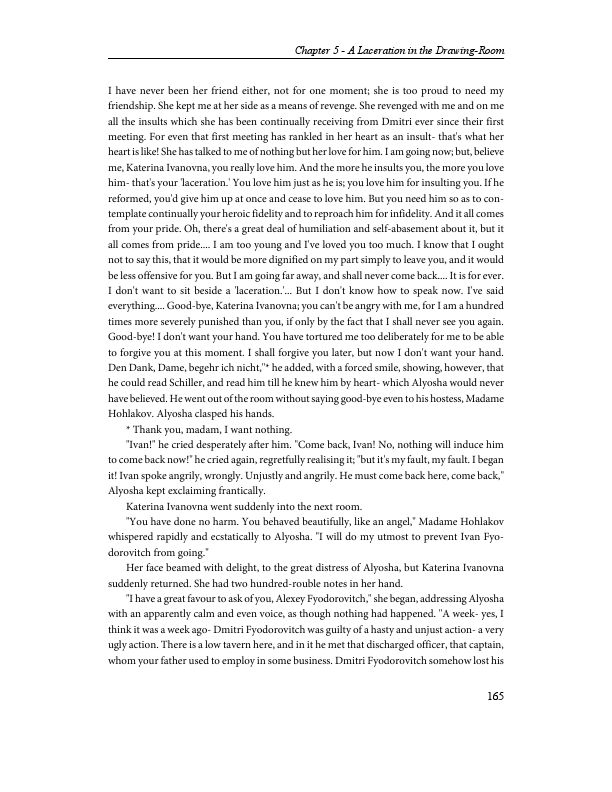 Chapter 5 - A Laceration in the Drawing-Room
I have never been her friend either, not for one moment; she is too proud to need my
friendship. She kept me at her side as a means of revenge. She revenged with me and on me
all the insults which she has been continually receiving from Dmitri ever since their first
meeting. For even that first meeting has rankled in her heart as an insult- that's what her
heart is like! She has talked to me of nothing but her love for him. I am going now; but, believe
me, Katerina Ivanovna, you really love him. And the more he insults you, the more you love
him- that's your 'laceration.' You love him just as he is; you love him for insulting you. If he
reformed, you'd give him up at once and cease to love him. But you need him so as to con-
template continually your heroic fidelity and to reproach him for infidelity. And it all comes
from your pride. Oh, there's a great deal of humiliation and self-abasement about it, but it
all comes from pride.... I am too young and I've loved you too much. I know that I ought
not to say this, that it would be more dignified on my part simply to leave you, and it would
be less offensive for you. But I am going far away, and shall never come back.... It is for ever.
I don't want to sit beside a 'laceration.'... But I don't know how to speak now. I've said
everything.... Good-bye, Katerina Ivanovna; you can't be angry with me, for I am a hundred
times more severely punished than you, if only by the fact that I shall never see you again.
Good-bye! I don't want your hand. You have tortured me too deliberately for me to be able
to forgive you at this moment. I shall forgive you later, but now I don't want your hand.
Den Dank, Dame, begehr ich nicht,"* he added, with a forced smile, showing, however, that
he could read Schiller, and read him till he knew him by heart- which Alyosha would never
have believed. He went out of the room without saying good-bye even to his hostess, Madame
Hohlakov. Alyosha clasped his hands.
* Thank you, madam, I want nothing.
"Ivan!" he cried desperately after him. "Come back, Ivan! No, nothing will induce him
to come back now!" he cried again, regretfully realising it; "but it's my fault, my fault. I began
it! Ivan spoke angrily, wrongly. Unjustly and angrily. He must come back here, come back,"
Alyosha kept exclaiming frantically.
Katerina Ivanovna went suddenly into the next room.
"You have done no harm. You behaved beautifully, like an angel," Madame Hohlakov
whispered rapidly and ecstatically to Alyosha. "I will do my utmost to prevent Ivan Fyo-
dorovitch from going."
Her face beamed with delight, to the great distress of Alyosha, but Katerina Ivanovna
suddenly returned. She had two hundred-rouble notes in her hand.
"I have a great favour to ask of you, Alexey Fyodorovitch," she began, addressing Alyosha
with an apparently calm and even voice, as though nothing had happened. "A week- yes, I
think it was a week ago- Dmitri Fyodorovitch was guilty of a hasty and unjust action- a very
ugly action. There is a low tavern here, and in it he met that discharged officer, that captain,
whom your father used to employ in some business. Dmitri Fyodorovitch somehow lost his
165